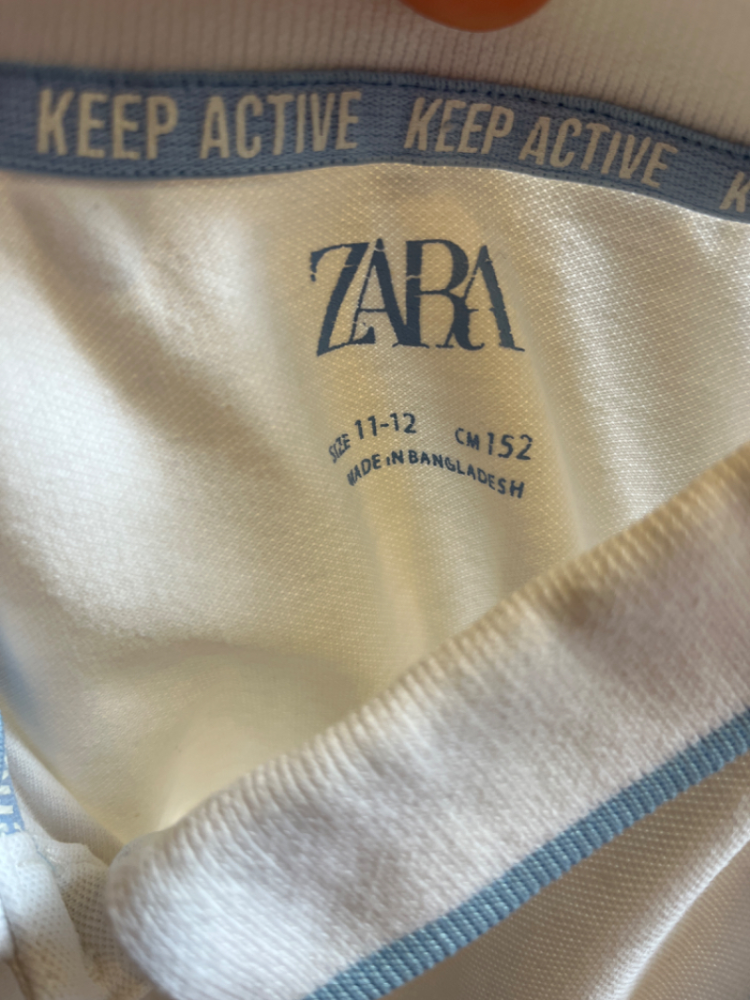 KEEP ACTIVE KEEP ACTIVE
ZARA
SIZE 11-12 CM 152
MADE IN BANGLADESH